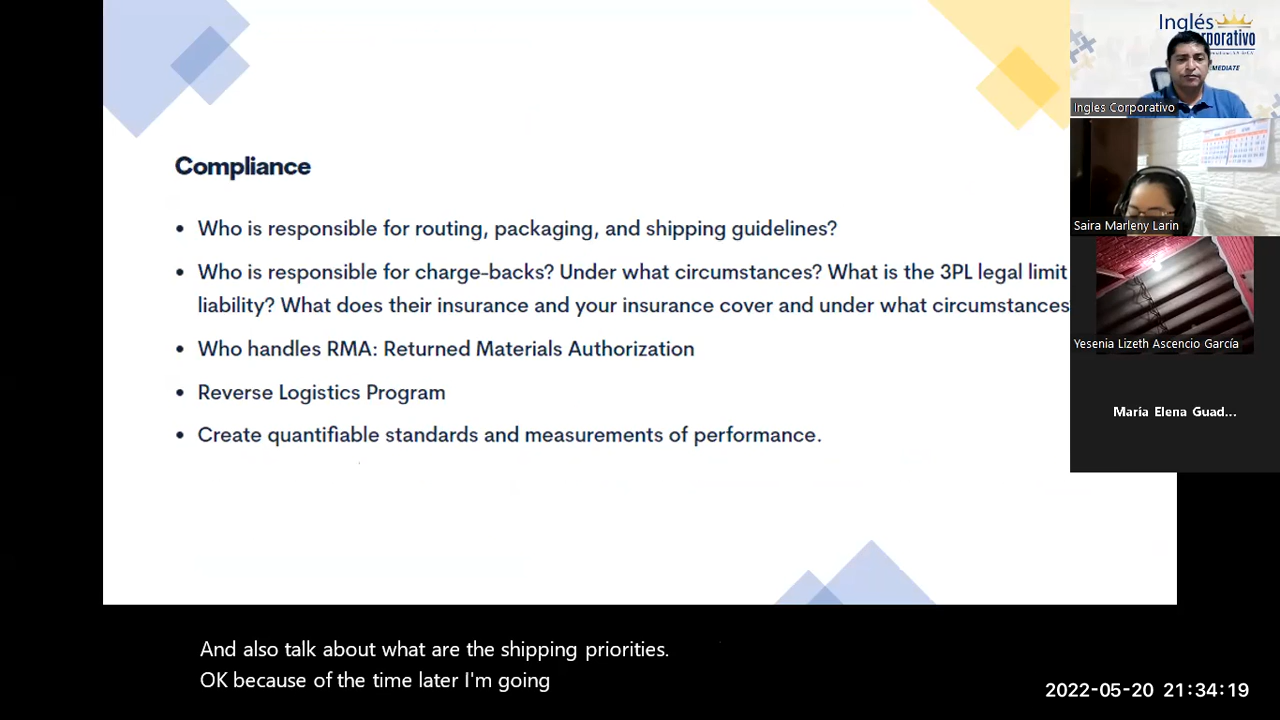 Compliance
• Who is responsible for routing, packaging, and shipping guidelines?
• Who is responsible for charge-backs? Under what circumstances? What is the 3PL legal limit
liability? What does their insurance and your insurance cover and under what circumstances
• Who handles RMA: Returned Materials Authorization
• Reverse Logistics Program
• Create quantifiable standards and measurements of performance.
And also talk about what are the shipping priorities.
OK because of the time later I'm going
2022-05-20 21:34:19
Inglés
Ingles Corporativo
Saira Marleny Larin
Yesenia Lizeth Ascencio García
María Elena Guad...